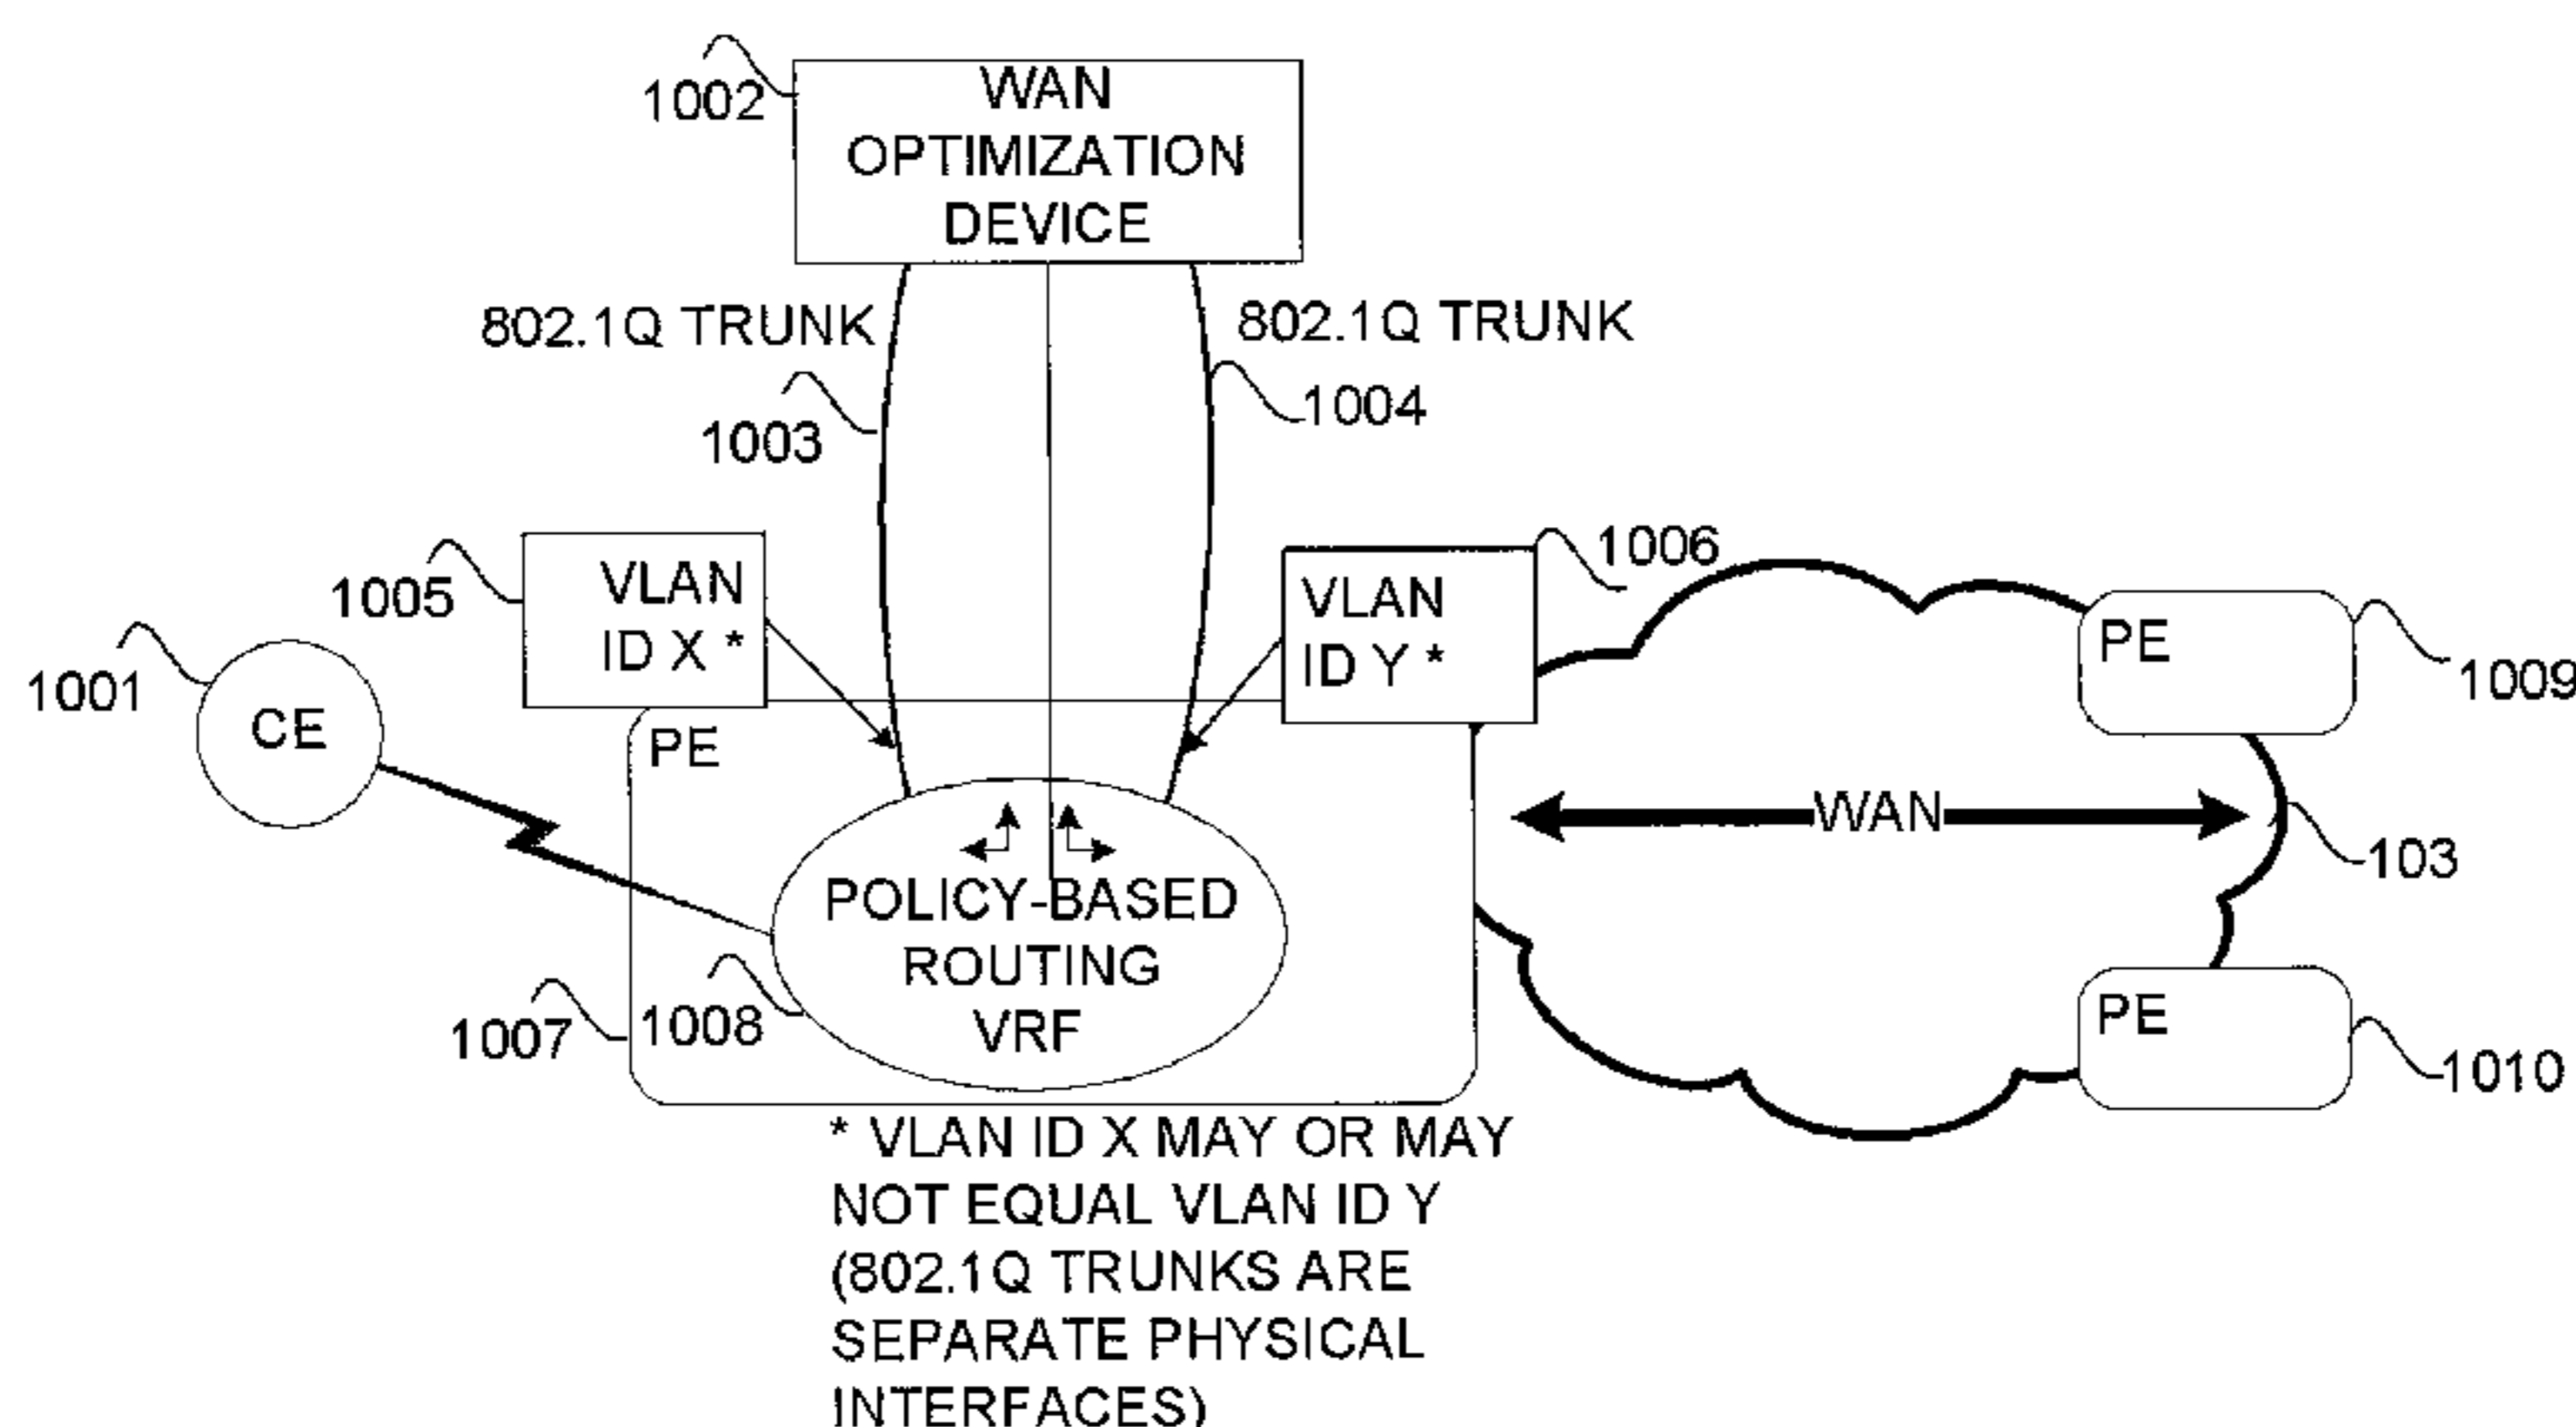 1002
WAN
OPTIMIZATION
DEVICE
802.1Q TRUNK
802.1Q TRUNK
1003
1004
1005
VLAN
ID X *
VLAN
ID Y *
1006
1001
CE
PE
PE
1009
WAN
103
POLICY-BASED
ROUTING
VRF
1007
1008
PE
1010
* VLAN ID X MAY OR MAY
NOT EQUAL VLAN ID Y
(802.1Q TRUNKS ARE
SEPARATE PHYSICAL
INTERFACES)